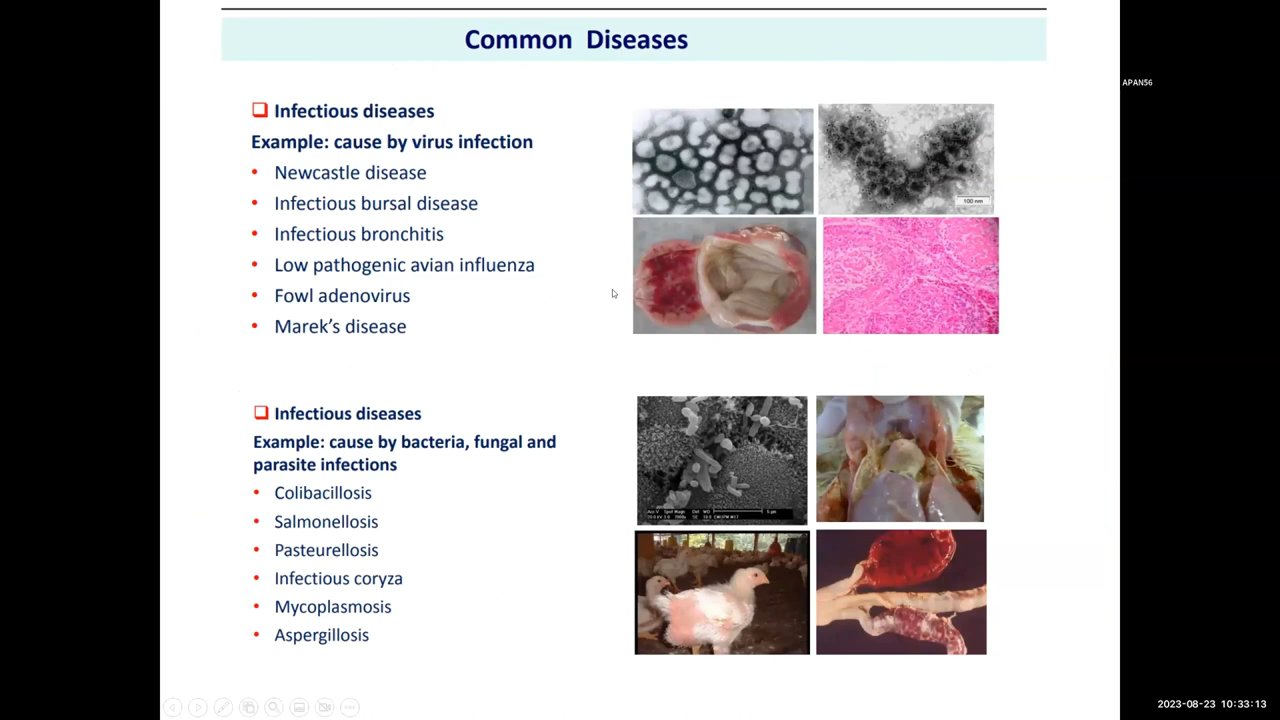 Common Diseases
Infectious diseases
Example: cause by virus infection
Newcastle disease
Infectious bursal disease
Infectious bronchitis
Low pathogenic avian influenza
Fowl adenovirus
Marek's disease
100 nm
Infectious diseases
Example: cause by bacteria, fungal and
parasite infections
Colibacillosis
Salmonellosis
Pasteurellosis
Infectious coryza
Mycoplasmosis
Aspergillosis
APAN56
2023-08-23 10:33:13